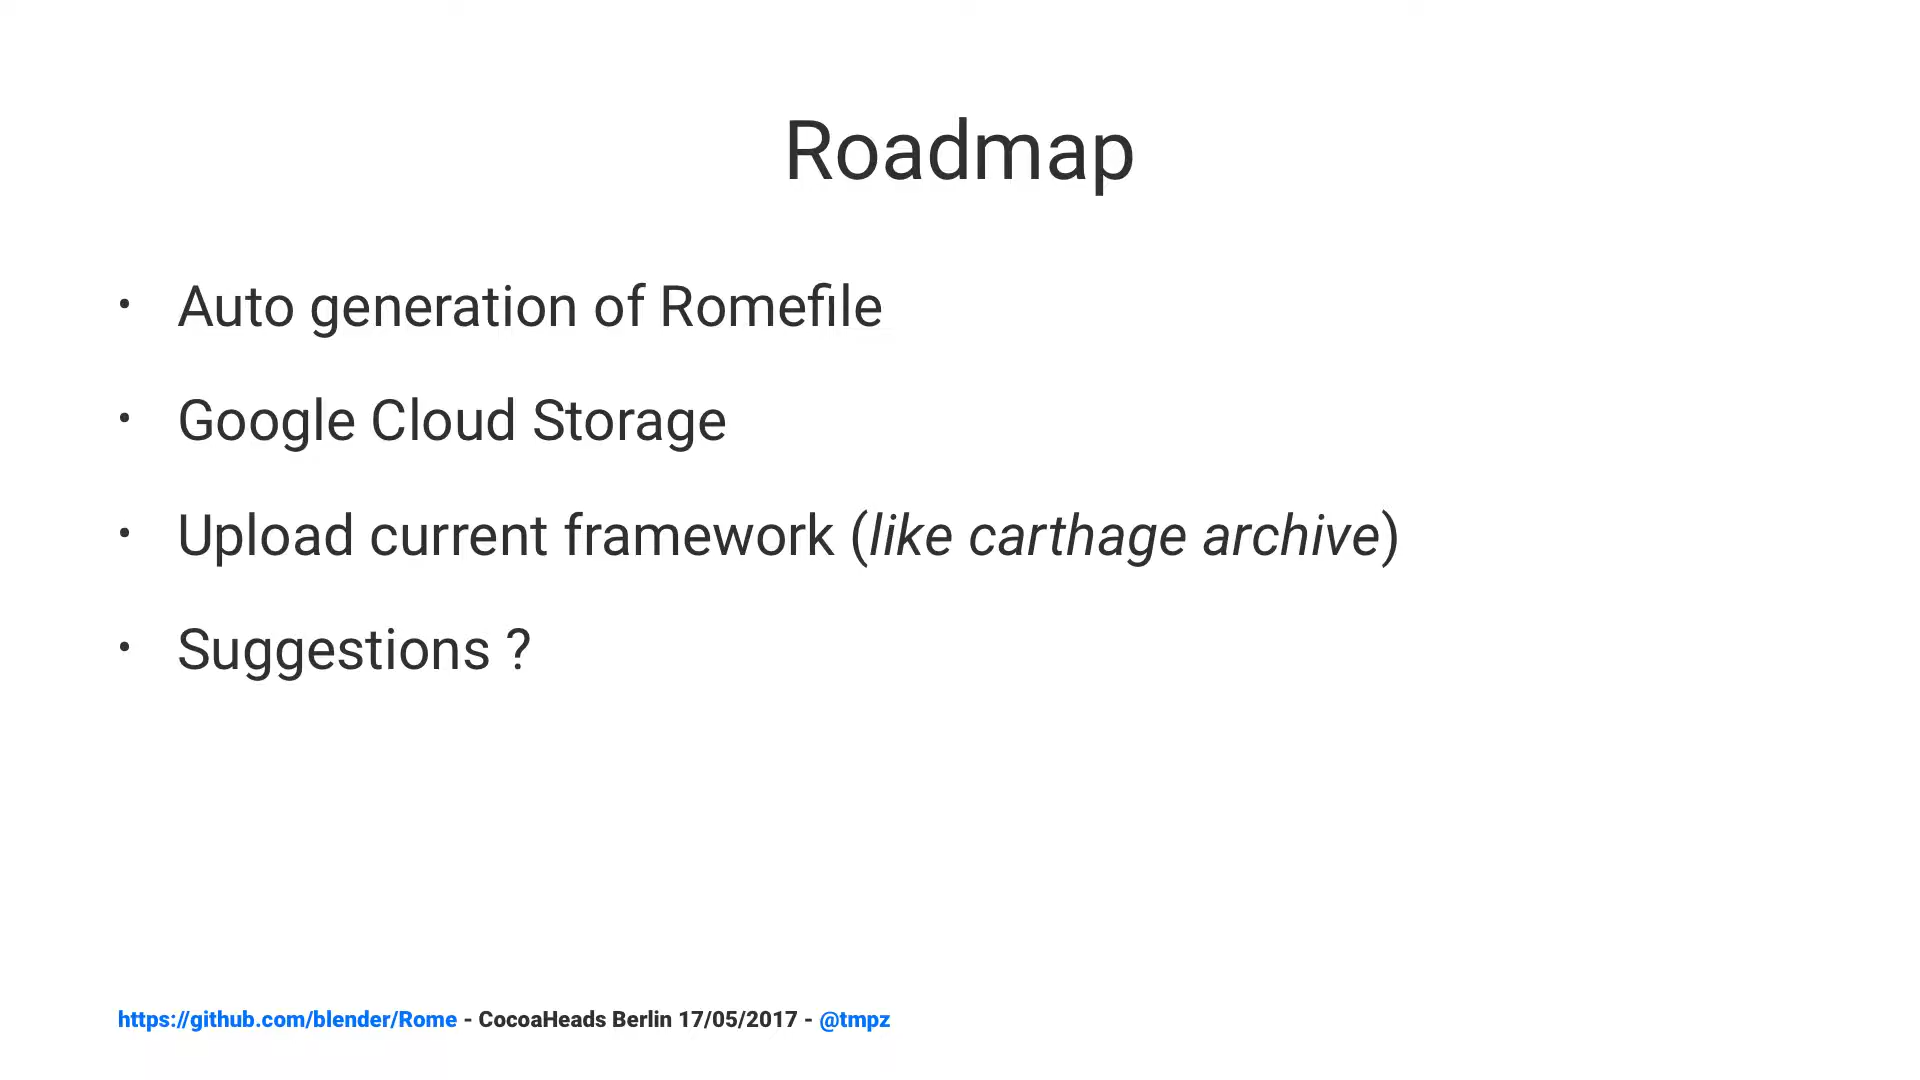 Roadmap
• Auto generation of Romefile
• Google Cloud Storage
• Upload current framework (like carthage archive)
• Suggestions ?
https://github.com/blender/Rome - CocoaHeads Berlin 17/05/2017 - @tmpz